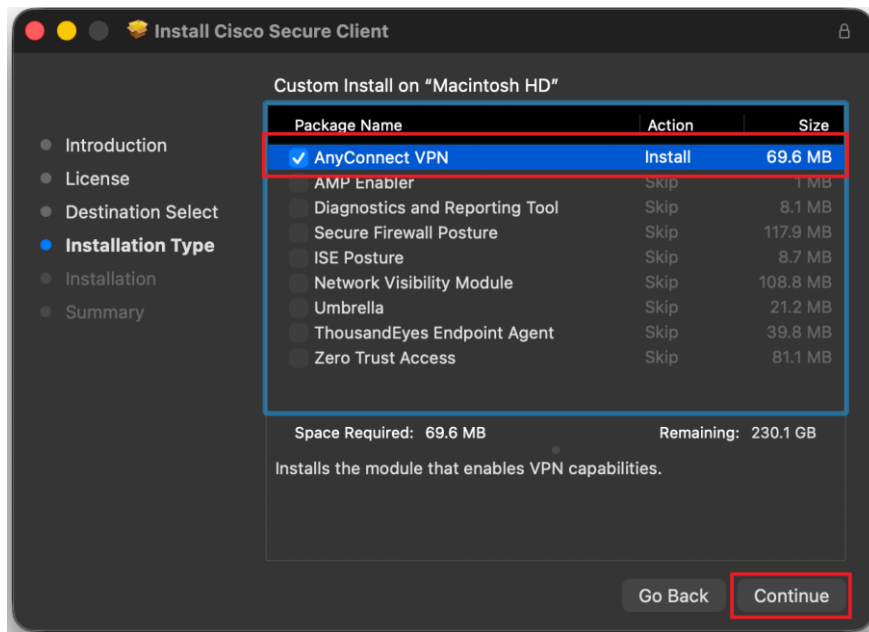 Install Cisco Secure Client
Custom Install on “Macintosh HD”
Introduction
License
Destination Select
Installation Type
Installation
Summary
Package Name Action Size
AnyConnect VPN Install 69.6 MB
AMP Enabler Skip 1 MB
Diagnostics and Reporting Tool Skip 8.1 MB
Secure Firewall Posture Skip 117.9 MB
ISE Posture Skip 8.7 MB
Network Visibility Module Skip 108.8 MB
Umbrella Skip 21.2 MB
ThousandEyes Endpoint Agent Skip 39.8 MB
Zero Trust Access Skip 81.1 MB
Space Required: 69.6 MB Remaining: 230.1 GB
Installs the module that enables VPN capabilities.
Go Back Continue